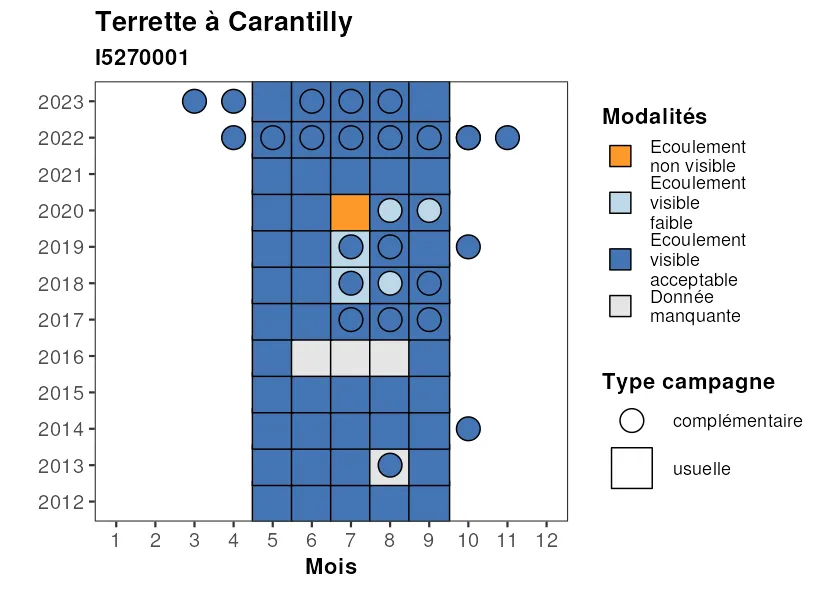 Terrette à Carantilly
I5270001
2023
2022
2021
2020
2019
2018
2017
2016
2015
2014
2013
2012
1 2 3 4 5 6 7 8 9 10 11 12
Mois
Modalités
Ecoulement
non visible
Ecoulement
visible
faible
Ecoulement
visible
acceptable
Donnée
manquante
Type campagne
complémentaire
usuelle